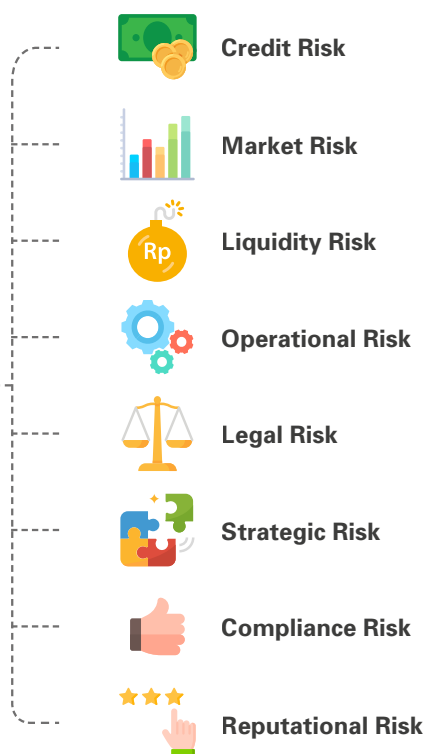 Credit Risk
Market Risk
Rp
Liquidity Risk
Operational Risk
Legal Risk
Strategic Risk
Compliance Risk
Reputational Risk